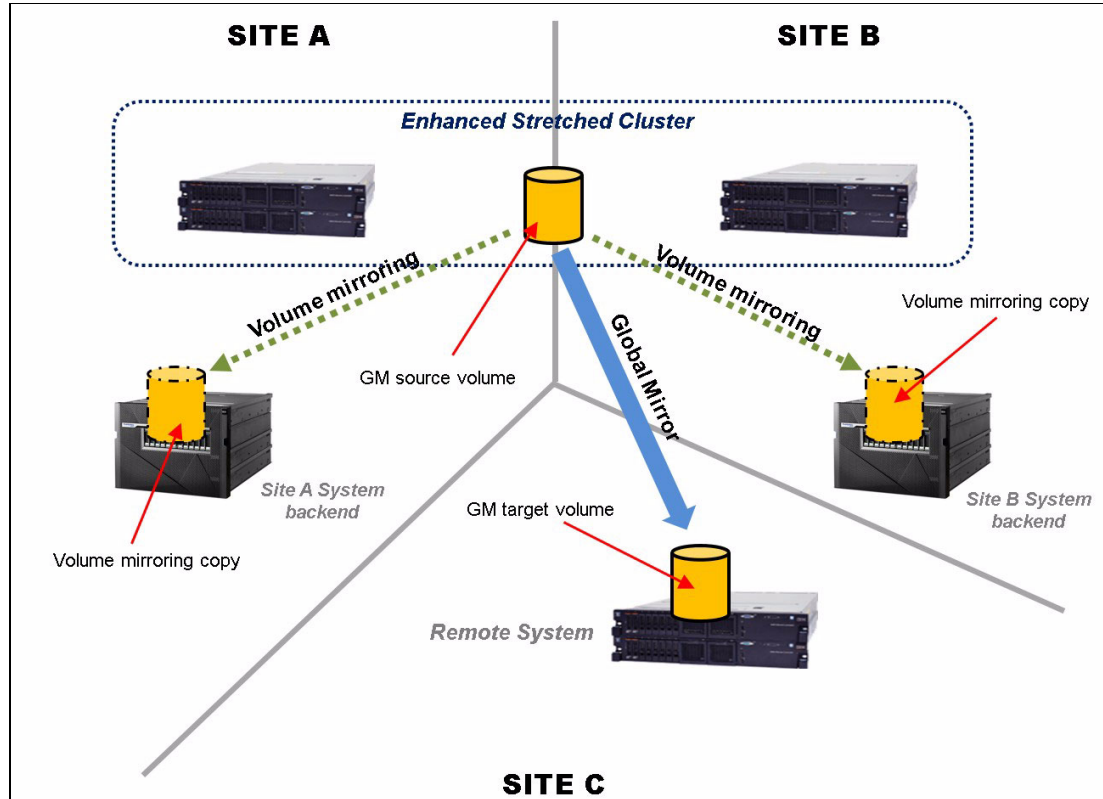 SITE A
SITE B
Enhanced Stretched Cluster
Volume mirroring
Volume mirroring
Volume mirroring copy
GM source volume
Global Mirror
Site A System
backend
Site B System
backend
GM target volume
Volume mirroring copy
Remote System
SITE C